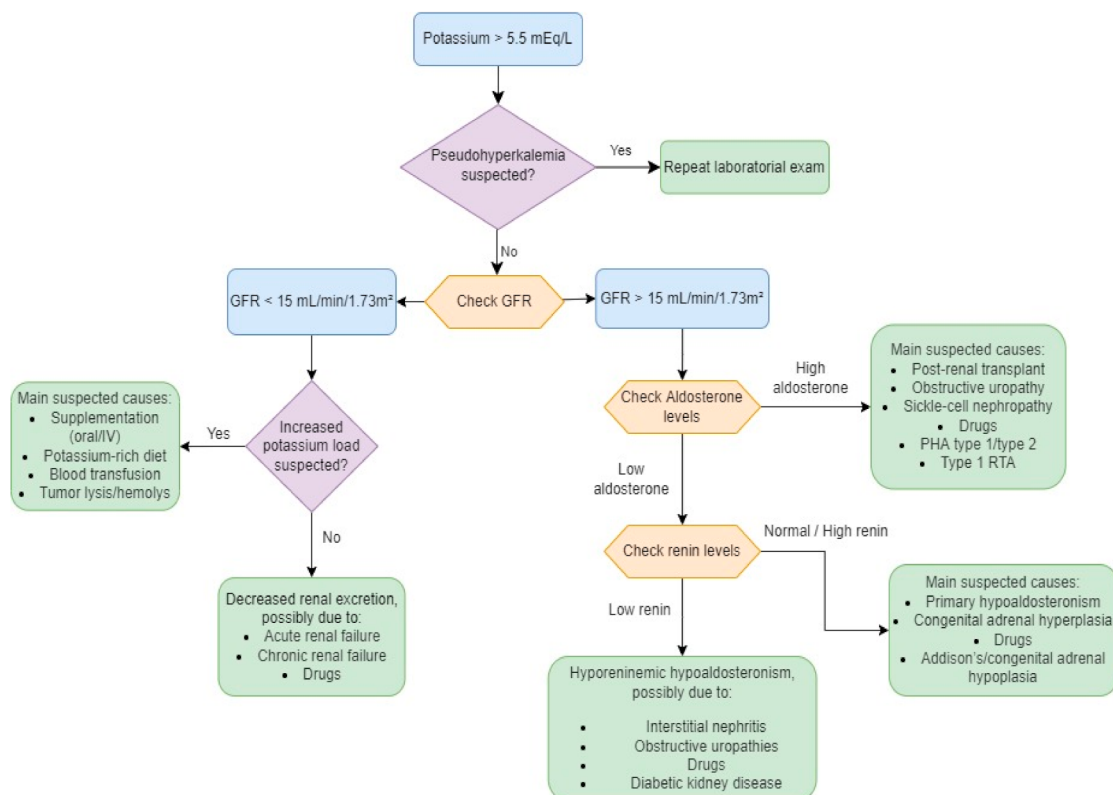 Potassium > 5.5 mEq/L
Pseudohyperkalemia
suspected?
Yes
Repeat laboratorial exam
No
GFR < 15 mL/min/1.73m²
Check GFR
GFR > 15 mL/min/1.73m²
Main suspected causes:
• Supplementation
(oral/IV)
• Potassium-rich diet
• Blood transfusion
• Tumor lysis/hemolys
Yes
Increased
potassium load
suspected?
No
Decreased renal excretion,
possibly due to:
• Acute renal failure
• Chronic renal failure
• Drugs
Check Aldosterone
levels
High
aldosterone
Main suspected causes:
• Post-renal transplant
• Obstructive uropathy
• Sickle-cell nephropathy
• Drugs
• PHA type 1/type 2
• Type 1 RTA
Low
aldosterone
Check renin levels
Normal / High renin
Main suspected causes:
• Primary hypoaldosteronism
• Congenital adrenal hyperplasia
• Drugs
• Addison's/congenital adrenal
hypoplasia
Low renin
Hyporeninemic hypoaldosteronism,
possibly due to:
• Interstitial nephritis
• Obstructive uropathies
• Drugs
• Diabetic kidney disease